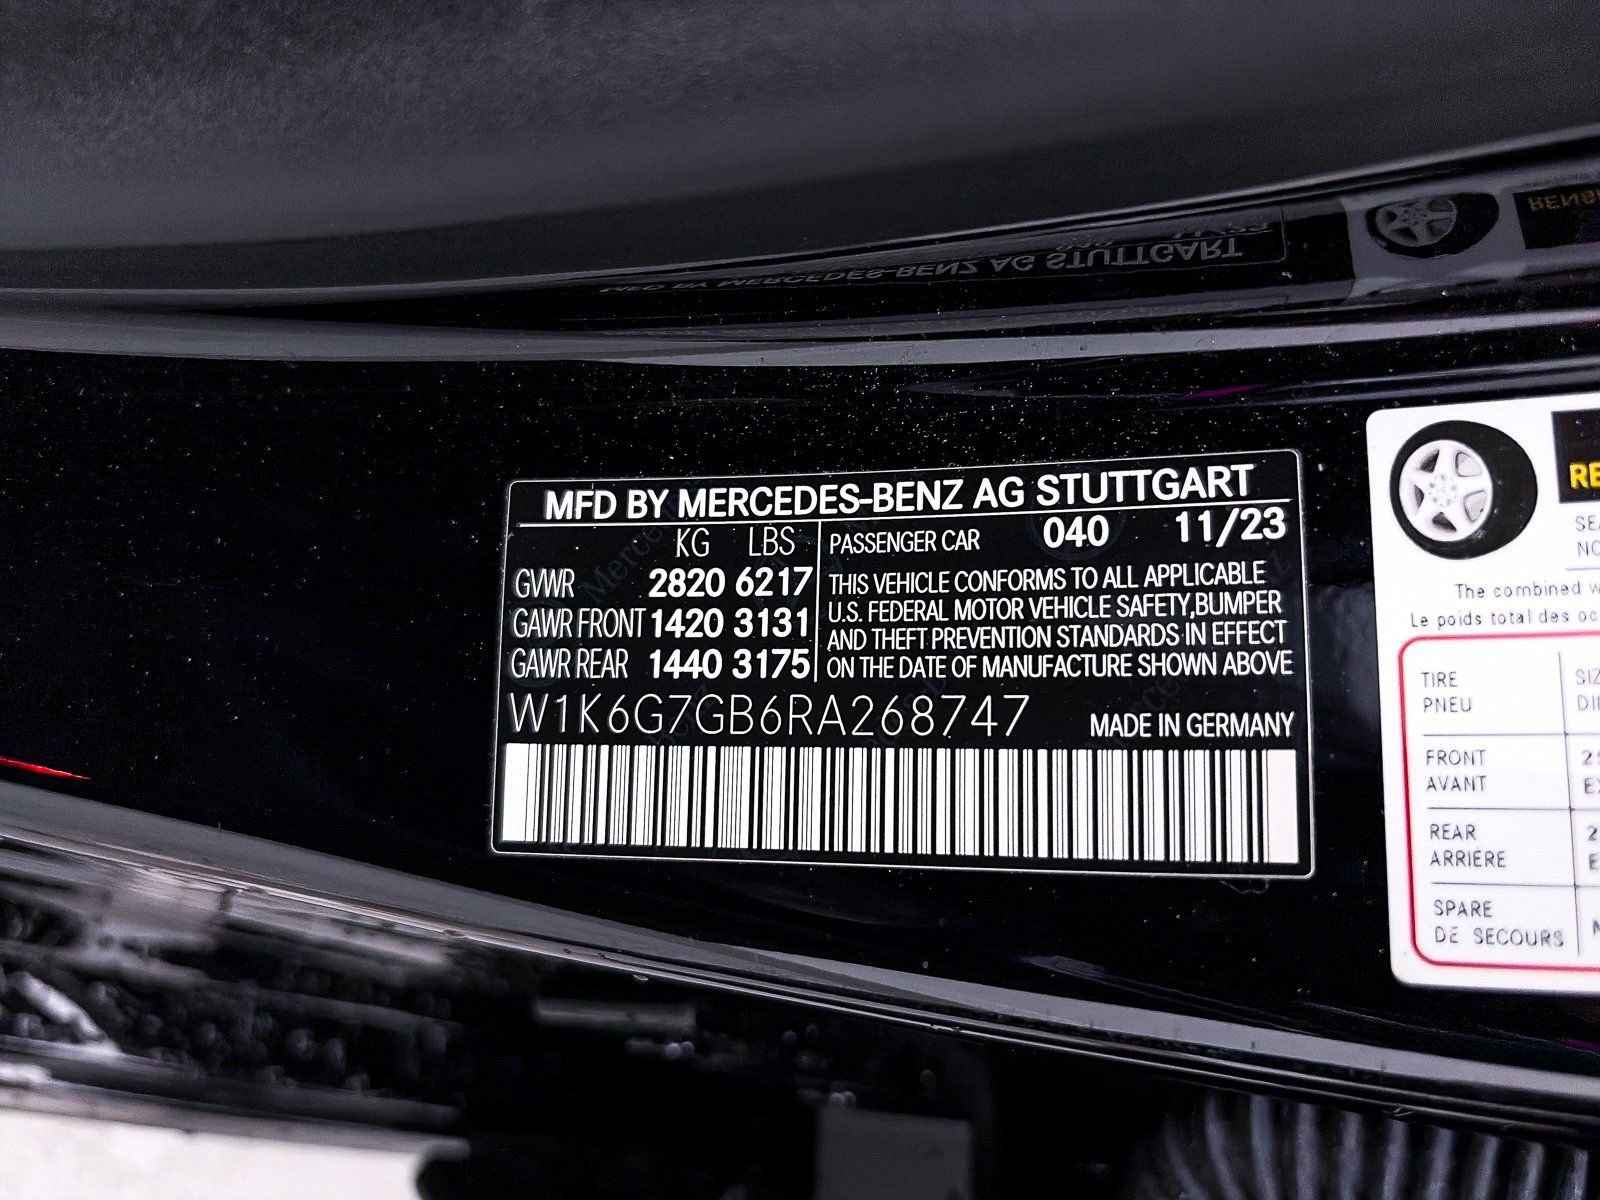 MFD BY MERCEDES-BENZ AG STUTTGART
KG LBS
GVWR 2820 6217
GAWR FRONT 1420 3131
GAWR REAR 1440 3175
PASSENGER CAR 040 11/23
THIS VEHICLE CONFORMS TO ALL APPLICABLE
U.S. FEDERAL MOTOR VEHICLE SAFETY,BUMPER
AND THEFT PREVENTION STANDARDS IN EFFECT
ON THE DATE OF MANUFACTURE SHOWN ABOVE
W1K6G7GB6RA268747
MADE IN GERMANY
The combined
Le poids total des
TIRE
PNEU
FRONT
AVANT
REAR
ARRIÈRE
SPARE
DE SECOURS